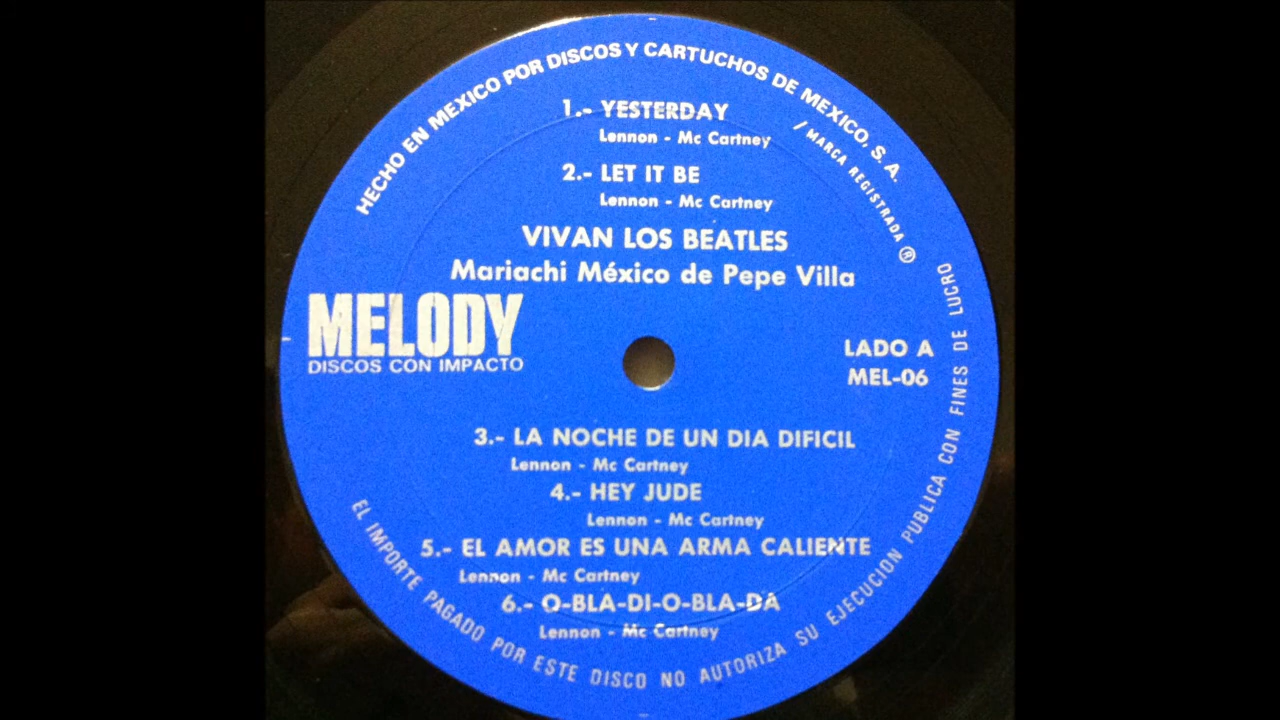 HECHO EN MEXICO POR DISCOS Y CARTUCHOS DE MEXICO, S. A.
/ MARCA REGISTRADA ®
1.- YESTERDAY
Lennon - Mc Cartney
2.- LET IT BE
Lennon - Mc Cartney
VIVAN LOS BEATLES
Mariachi México de Pepe Villa
MELODY
DISCOS CON IMPACTO
LADO A
MEL-06
3.- LA NOCHE DE UN DIA DIFICIL
Lennon - Mc Cartney
4.- HEY JUDE
Lennon - Mc Cartney
5.- EL AMOR ES UNA ARMA CALIENTE
Lennon - Mc Cartney
6.- O-BLA-DI-O-BLA-DA
Lennon - Mc Cartney
EL IMPORTE PAGADO POR ESTE DISCO NO AUTORIZA SU EJECUCION PUBLICA CON FINES DE LUCRO